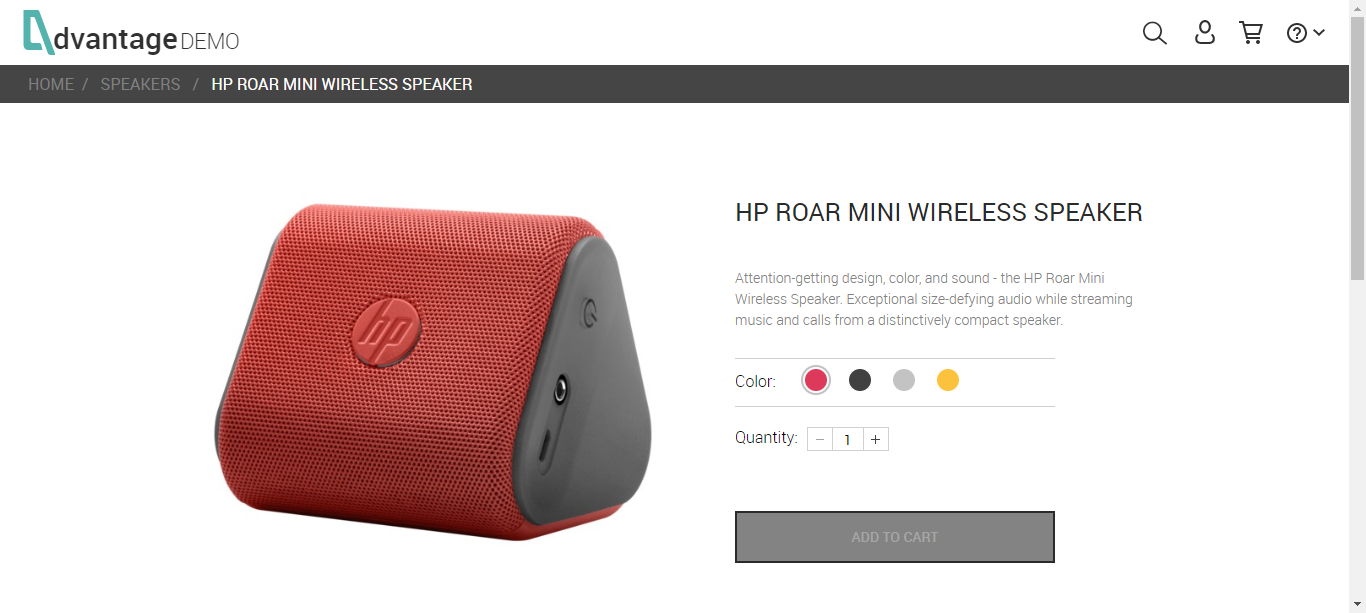 dvantage DEMO
HOME / SPEAKERS / HP ROAR MINI WIRELESS SPEAKER
hp
HP ROAR MINI WIRELESS SPEAKER
Attention-getting design, color, and sound - the HP Roar Mini
Wireless Speaker. Exceptional size-defying audio while streaming
music and calls from a distinctively compact speaker.
Color:
Quantity: − 1 +
ADD TO CART